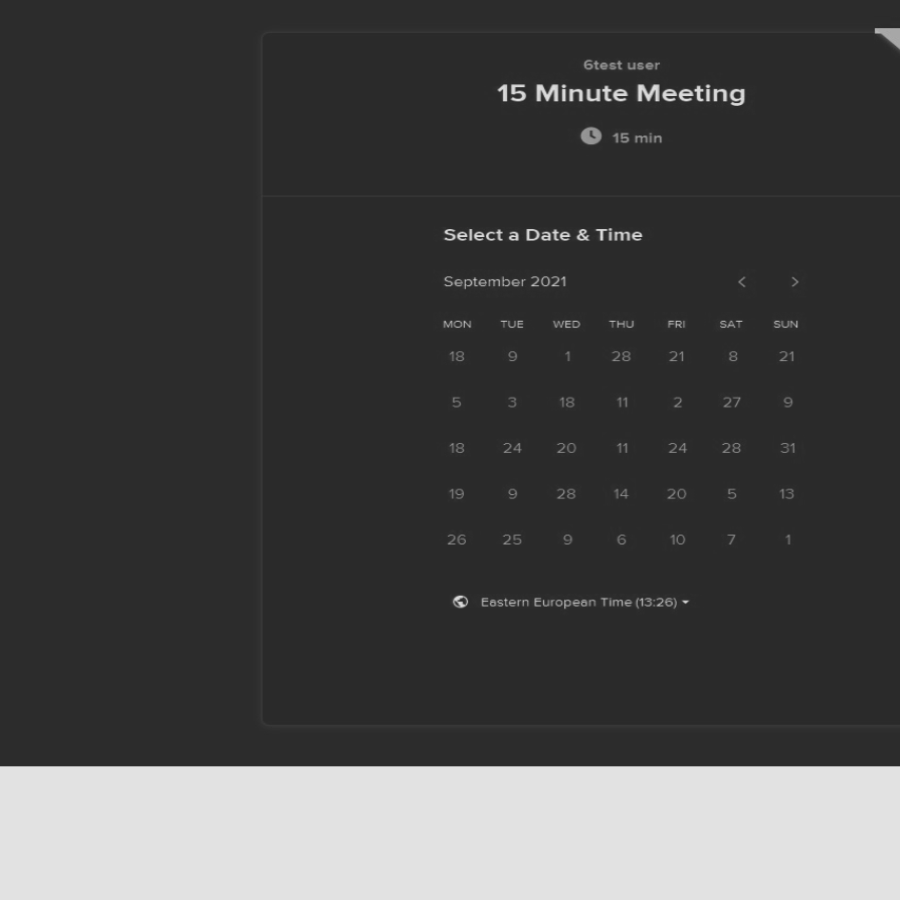 6test user
15 Minute Meeting
15 min
Select a Date & Time
September 2021
MON TUE WED THU FRI SAT SUN
18 9 1 28 21 8 21
5 3 18 11 2 27 9
18 24 20 11 24 28 31
19 9 28 14 20 5 13
26 25 9 6 10 7 1
Eastern European Time (13:26)